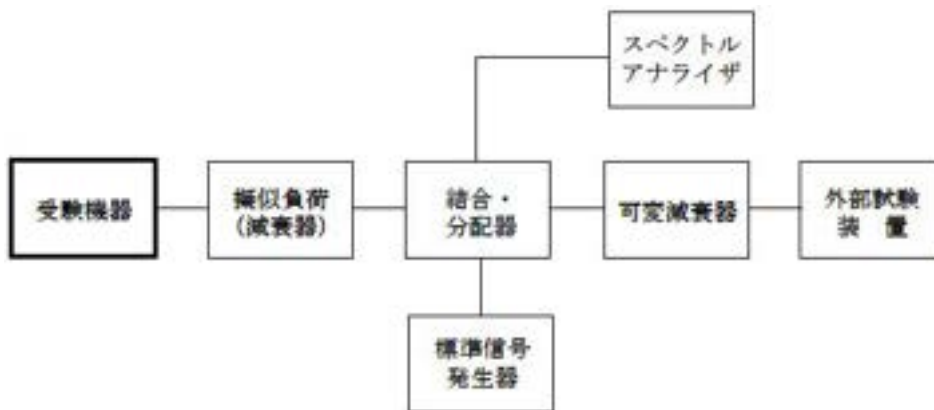 スペクトル
アナライザ
受験機器
擬似負荷
(減衰器)
結合・
分配器
可変減衰器
外部試験
装 置
標準信号
発生器